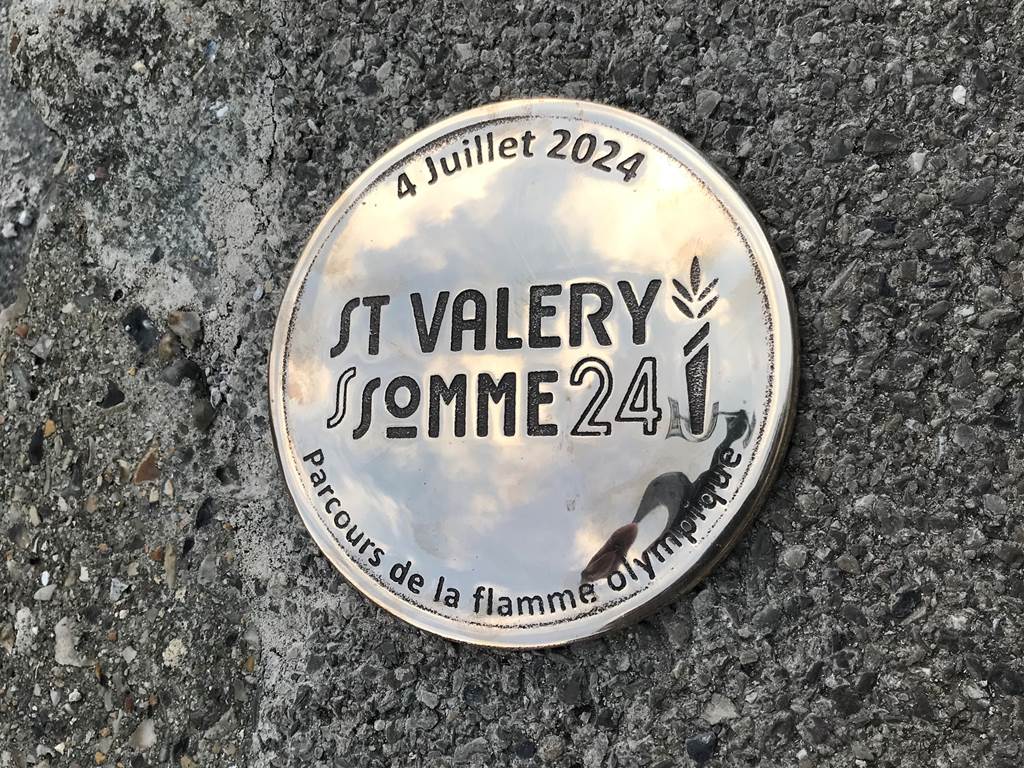 4 Juillet 2024
ST VALERY
SSOMME 24
Parcours de la flamme olympique